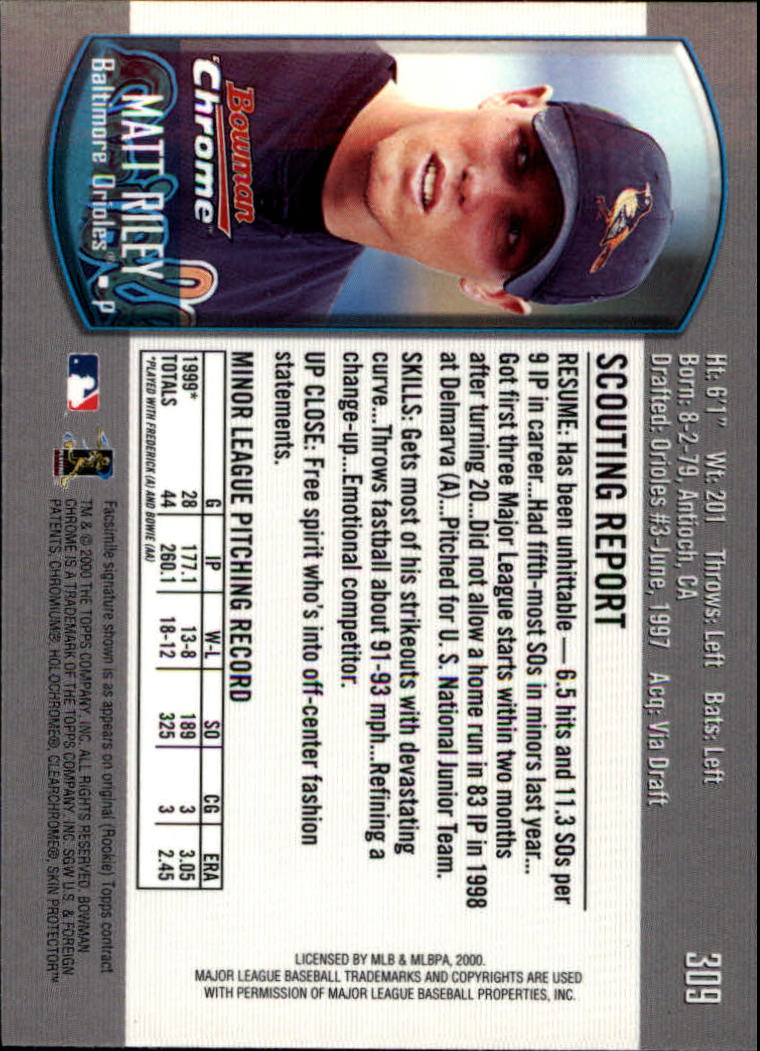 309
Ht: 6'1" Wt: 201 Throws: Left Bats: Left
Born: 8-2-79, Antioch, CA
Drafted: Orioles #3-June, 1997 Acq: Via Draft
Bowman
Chrome™
MATT RILEY
Baltimore Orioles® • P
SCOUTING REPORT
RESUME: Has been unhittable — 6.5 hits and 11.3 SOs per
9 IP in career...Had fifth-most SOs in minors last year...
Got first three Major League starts within two months
after turning 20...Did not allow a home run in 83 IP in 1998
at Delmarva (A)...Pitched for U. S. National Junior Team.
SKILLS: Gets most of his strikeouts with devastating
curve...Throws fastball about 91-93 mph...Refining a
change-up...Emotional competitor.
UP CLOSE: Free spirit who's into off-center fashion
statements.
MINOR LEAGUE PITCHING RECORD
G IP W-L SO CG ERA
1999* 28 177.1 13-8 189 3 3.05
TOTALS 44 260.1 18-12 325 3 2.45
*PLAYED WITH FREDERICK (A) AND BOWIE (AA)
Facsimile signature shown is as appears on original (Rookie) Topps contract
TM & © 2000 THE TOPPS COMPANY, INC. ALL RIGHTS RESERVED. BOWMAN
CHROME IS A TRADEMARK OF THE TOPPS COMPANY, INC. SGW U.S. & FOREIGN
PATENTS, CHROMIUM®, HOLOCHROME®, CLEARCHROME®, SKIN PROTECTOR™
LICENSED BY MLB & MLBPA, 2000.
MAJOR LEAGUE BASEBALL TRADEMARKS AND COPYRIGHTS ARE USED
WITH PERMISSION OF MAJOR LEAGUE BASEBALL PROPERTIES, INC.